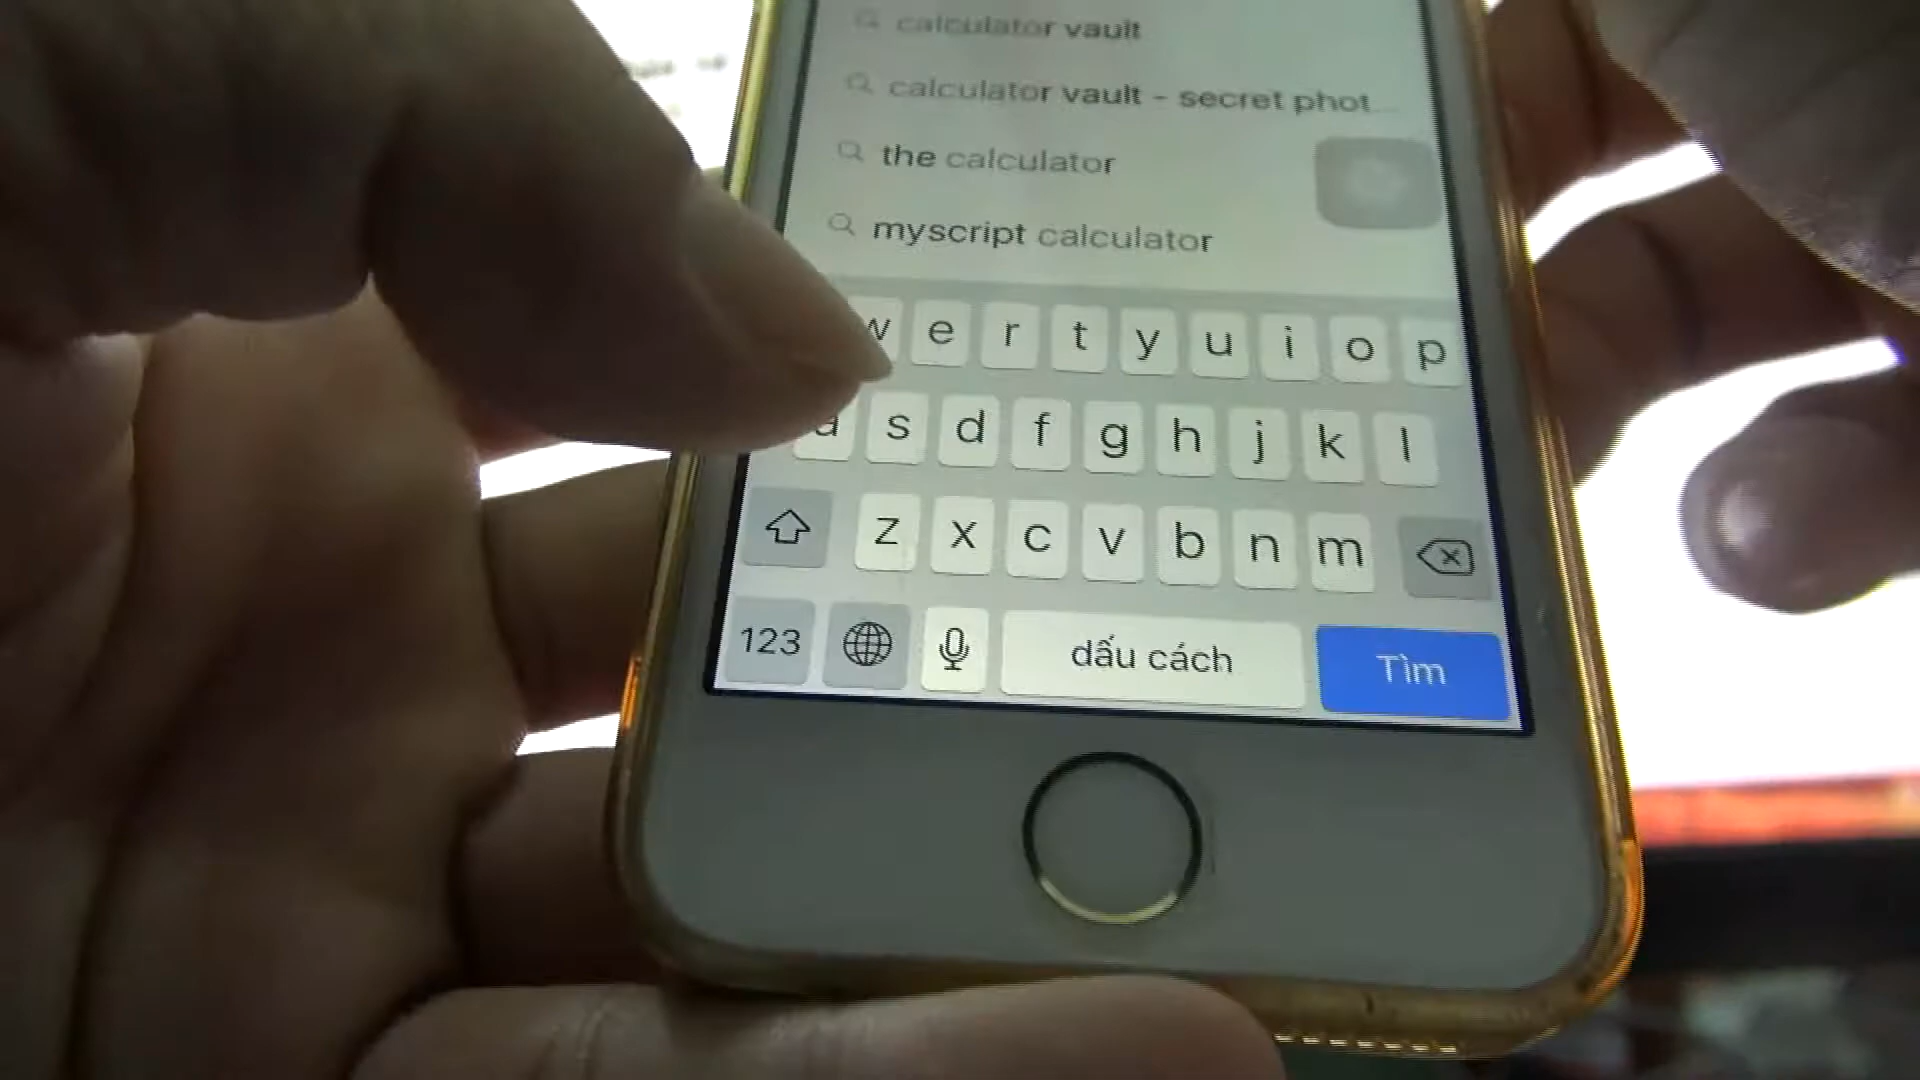 calculator vault
calculator vault - secret phot...
the calculator
myscript calculator
w e r t y u i o p
a s d f g h j k l
z x c v b n m
123 dấu cách Tìm